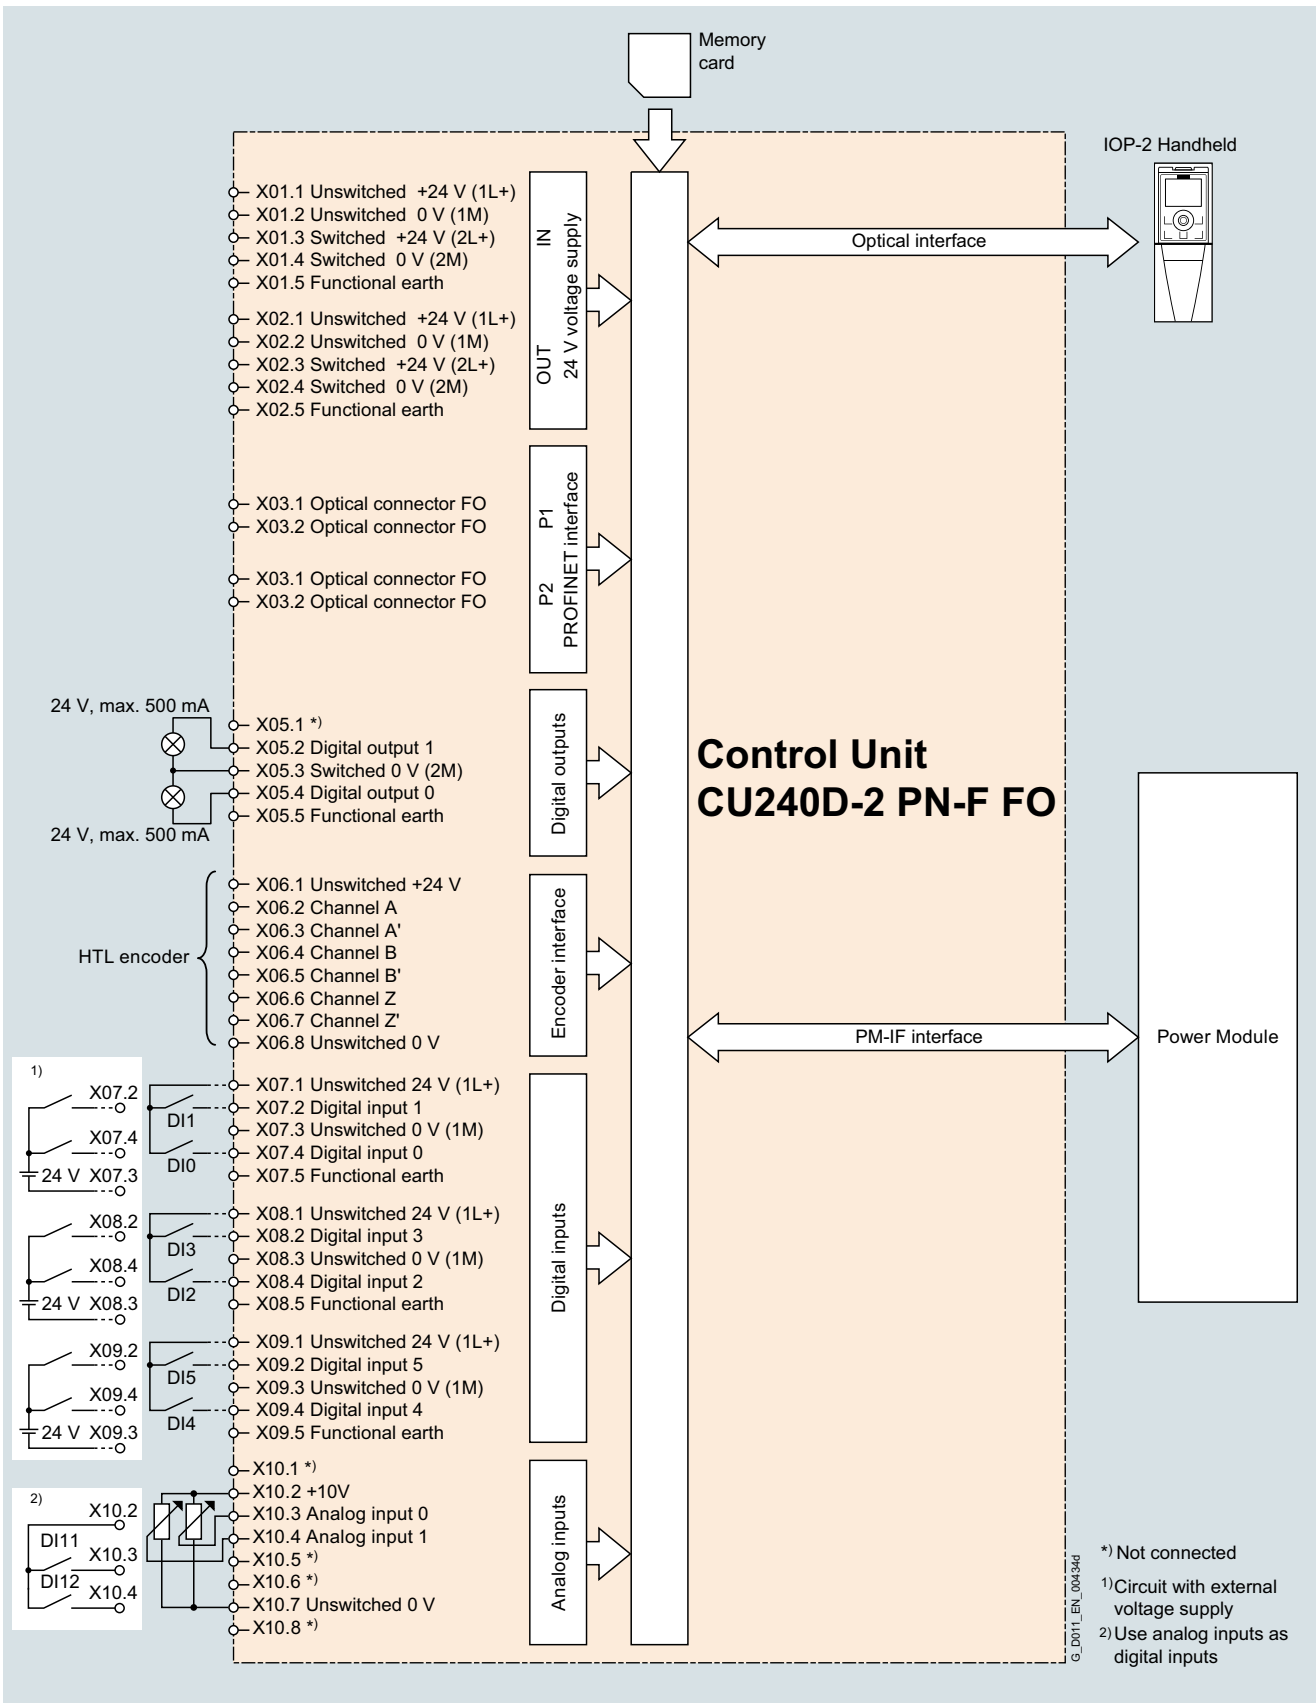 Memory
card
IOP-2 Handheld
X01.1 Unswitched +24 V (1L+)
X01.2 Unswitched 0 V (1M)
X01.3 Switched +24 V (2L+)
X01.4 Switched 0 V (2M)
X01.5 Functional earth
X02.1 Unswitched +24 V (1L+)
X02.2 Unswitched 0 V (1M)
X02.3 Switched +24 V (2L+)
X02.4 Switched 0 V (2M)
X02.5 Functional earth
OUT IN
24 V voltage supply
Optical interface
X03.1 Optical connector FO
X03.2 Optical connector FO
X03.1 Optical connector FO
X03.2 Optical connector FO
P2 P1
PROFINET interface
24 V, max. 500 mA
X05.1 *)
X05.2 Digital output 1
X05.3 Switched 0 V (2M)
X05.4 Digital output 0
X05.5 Functional earth
24 V, max. 500 mA
Digital outputs
Control Unit
CU240D-2 PN-F FO
HTL encoder
X06.1 Unswitched +24 V
X06.2 Channel A
X06.3 Channel A'
X06.4 Channel B
X06.5 Channel B'
X06.6 Channel Z
X06.7 Channel Z'
X06.8 Unswitched 0 V
Encoder interface
PM-IF interface
Power Module
1)
X07.2
X07.4
24 V X07.3
DI1
DI0
X07.1 Unswitched 24 V (1L+)
X07.2 Digital input 1
X07.3 Unswitched 0 V (1M)
X07.4 Digital input 0
X07.5 Functional earth
X08.2
X08.4
24 V X08.3
DI3
DI2
X08.1 Unswitched 24 V (1L+)
X08.2 Digital input 3
X08.3 Unswitched 0 V (1M)
X08.4 Digital input 2
X08.5 Functional earth
X09.2
X09.4
24 V X09.3
DI5
DI4
X09.1 Unswitched 24 V (1L+)
X09.2 Digital input 5
X09.3 Unswitched 0 V (1M)
X09.4 Digital input 4
X09.5 Functional earth
Digital inputs
2)
X10.2
DI11
X10.3
DI12
X10.4
X10.1 *)
X10.2 +10V
X10.3 Analog input 0
X10.4 Analog input 1
X10.5 *)
X10.6 *)
X10.7 Unswitched 0 V
X10.8 *)
Analog inputs
G_D011_EN_00434d
*) Not connected
1) Circuit with external
voltage supply
2) Use analog inputs as
digital inputs